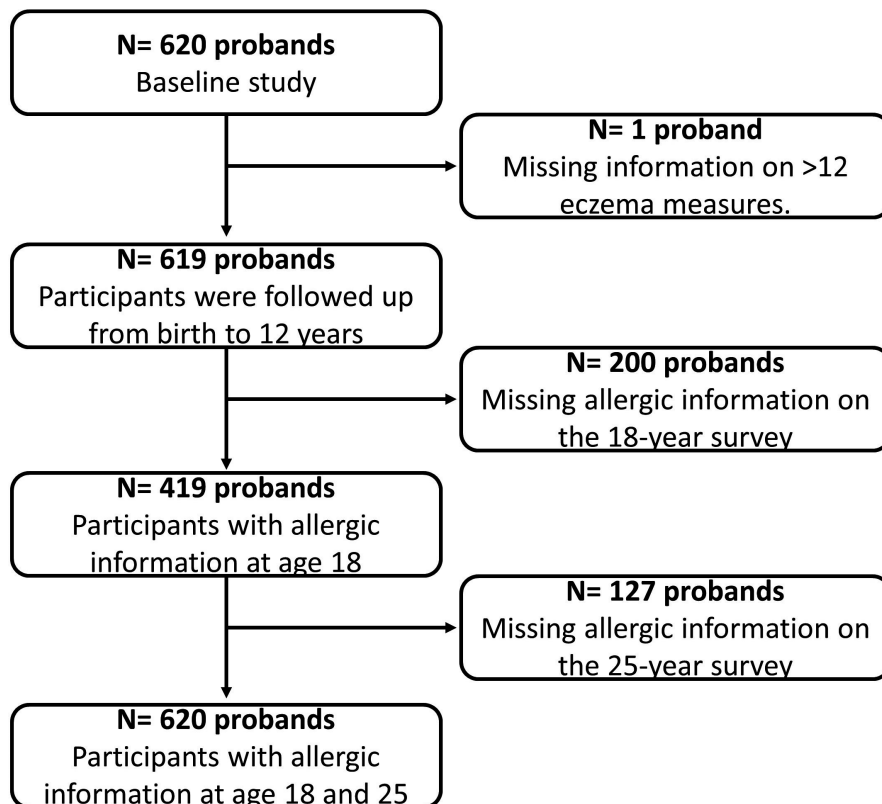 N= 620 probands
Baseline study
N= 1 proband
Missing information on >12
eczema measures.
N= 619 probands
Participants were followed up
from birth to 12 years
N= 200 probands
Missing allergic information on
the 18-year survey
N= 419 probands
Participants with allergic
information at age 18
N= 127 probands
Missing allergic information on
the 25-year survey
N= 620 probands
Participants with allergic
information at age 18 and 25